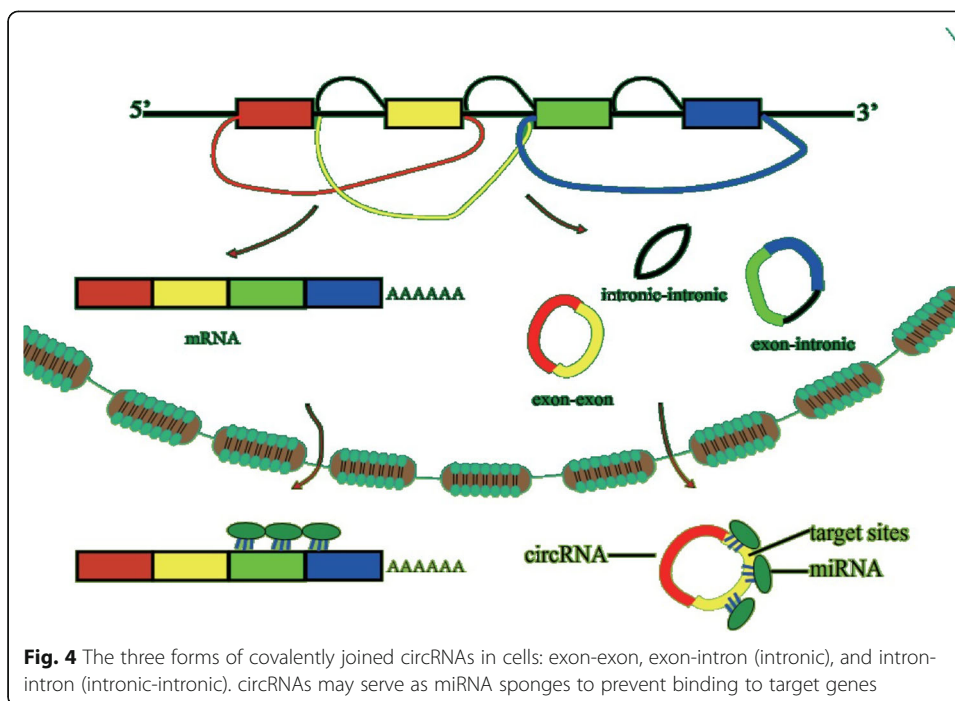 5' 3'
AAAAAA
mRNA
intronic-intronic
exon-intronic
exon-exon
circRNA
target sites
miRNA
AAAAAA
Fig. 4 The three forms of covalently joined circRNAs in cells: exon-exon, exon-intron (intronic), and intron-
intron (intronic-intronic). circRNAs may serve as miRNA sponges to prevent binding to target genes